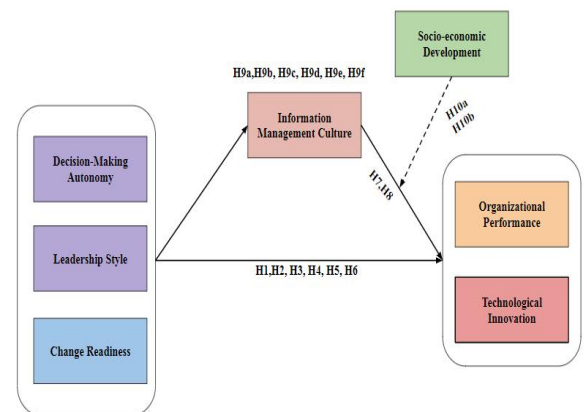 Socio-economic
Development
H9a,H9b, H9c, H9d, H9e, H9f
Information
Management Culture
H10a
H10b
Decision-Making
Autonomy
H7,H8
Organizational
Performance
Leadership Style
H1,H2, H3, H4, H5, H6
Technological
Innovation
Change Readiness